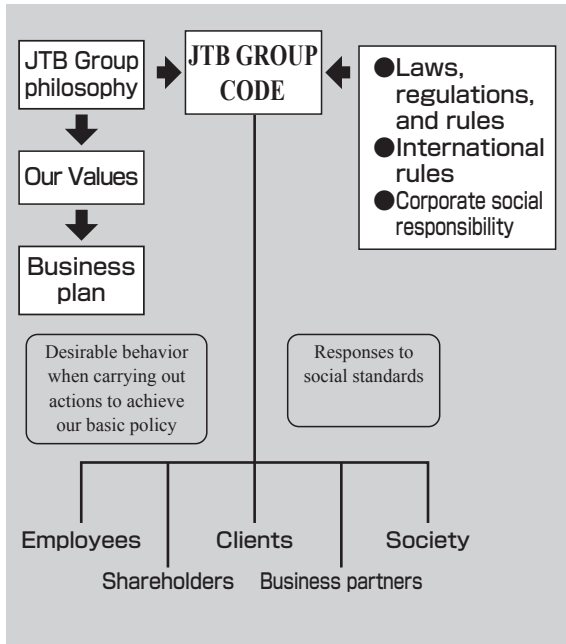 JTB Group
philosophy
JTB GROUP
CODE
●Laws,
regulations,
and rules
●International
rules
●Corporate social
responsibility
Our Values
Business
plan
Desirable behavior
when carrying out
actions to achieve
our basic policy
Responses to
social standards
Employees
Clients
Society
Shareholders
Business partners